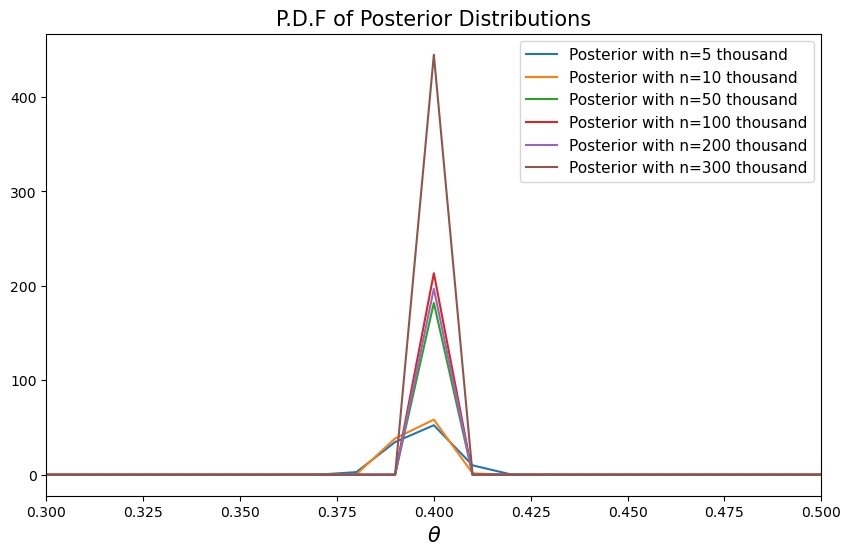 P.D.F of Posterior Distributions
Posterior with n=5 thousand
Posterior with n=10 thousand
Posterior with n=50 thousand
Posterior with n=100 thousand
Posterior with n=200 thousand
Posterior with n=300 thousand
400
300
200
100
0
0.300 0.325 0.350 0.375 0.400 0.425 0.450 0.475 0.500
θ